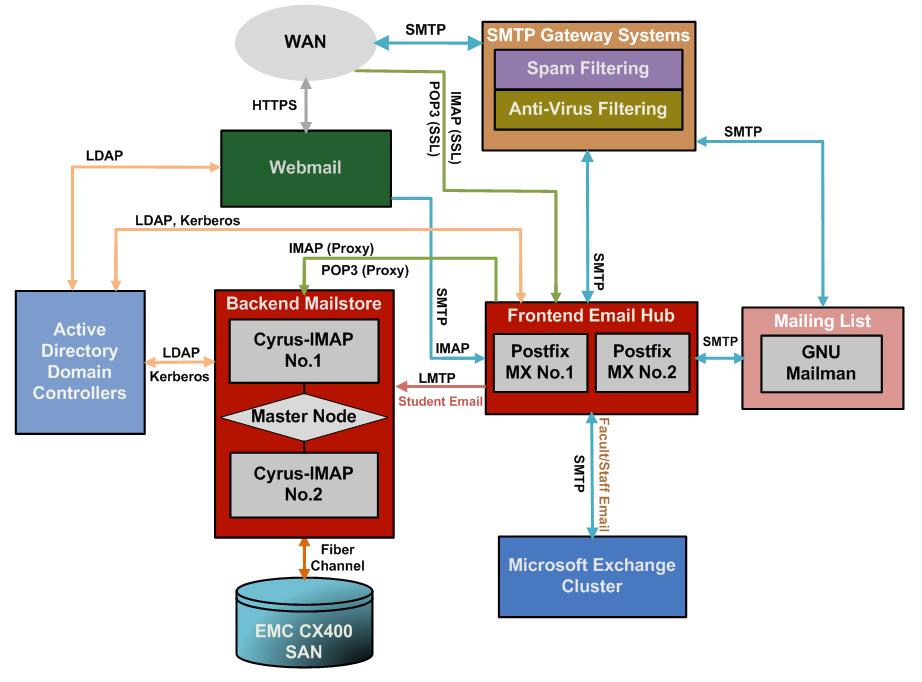 WAN
SMTP
SMTP Gateway Systems
Spam Filtering
Anti-Virus Filtering
HTTPS
IMAP (SSL)
POP3 (SSL)
SMTP
LDAP
Webmail
LDAP, Kerberos
IMAP (Proxy)
POP3 (Proxy)
SMTP
SMTP
IMAP
Active
Directory
Domain
Controllers
LDAP
Kerberos
Backend Mailstore
Cyrus-IMAP
No.1
Master Node
Cyrus-IMAP
No.2
LMTP
Student Email
Frontend Email Hub
Postfix
MX No.1
Postfix
MX No.2
SMTP
Mailing List
GNU
Mailman
SMTP
Facult/Staff Email
Microsoft Exchange
Cluster
Fiber
Channel
EMC CX400
SAN